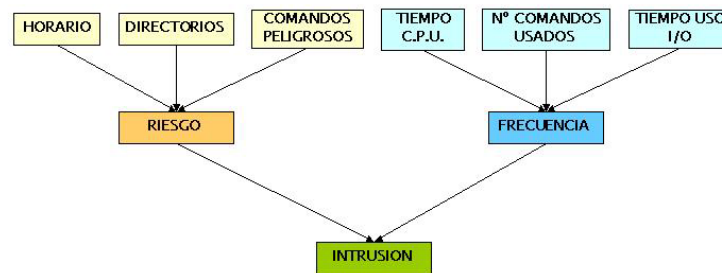 HORARIO
DIRECTORIOS
COMANDOS
PELIGROSOS
TIEMPO
C.P.U.
Nº COMANDOS
USADOS
TIEMPO USO
I/O
RIESGO
FRECUENCIA
INTRUSION